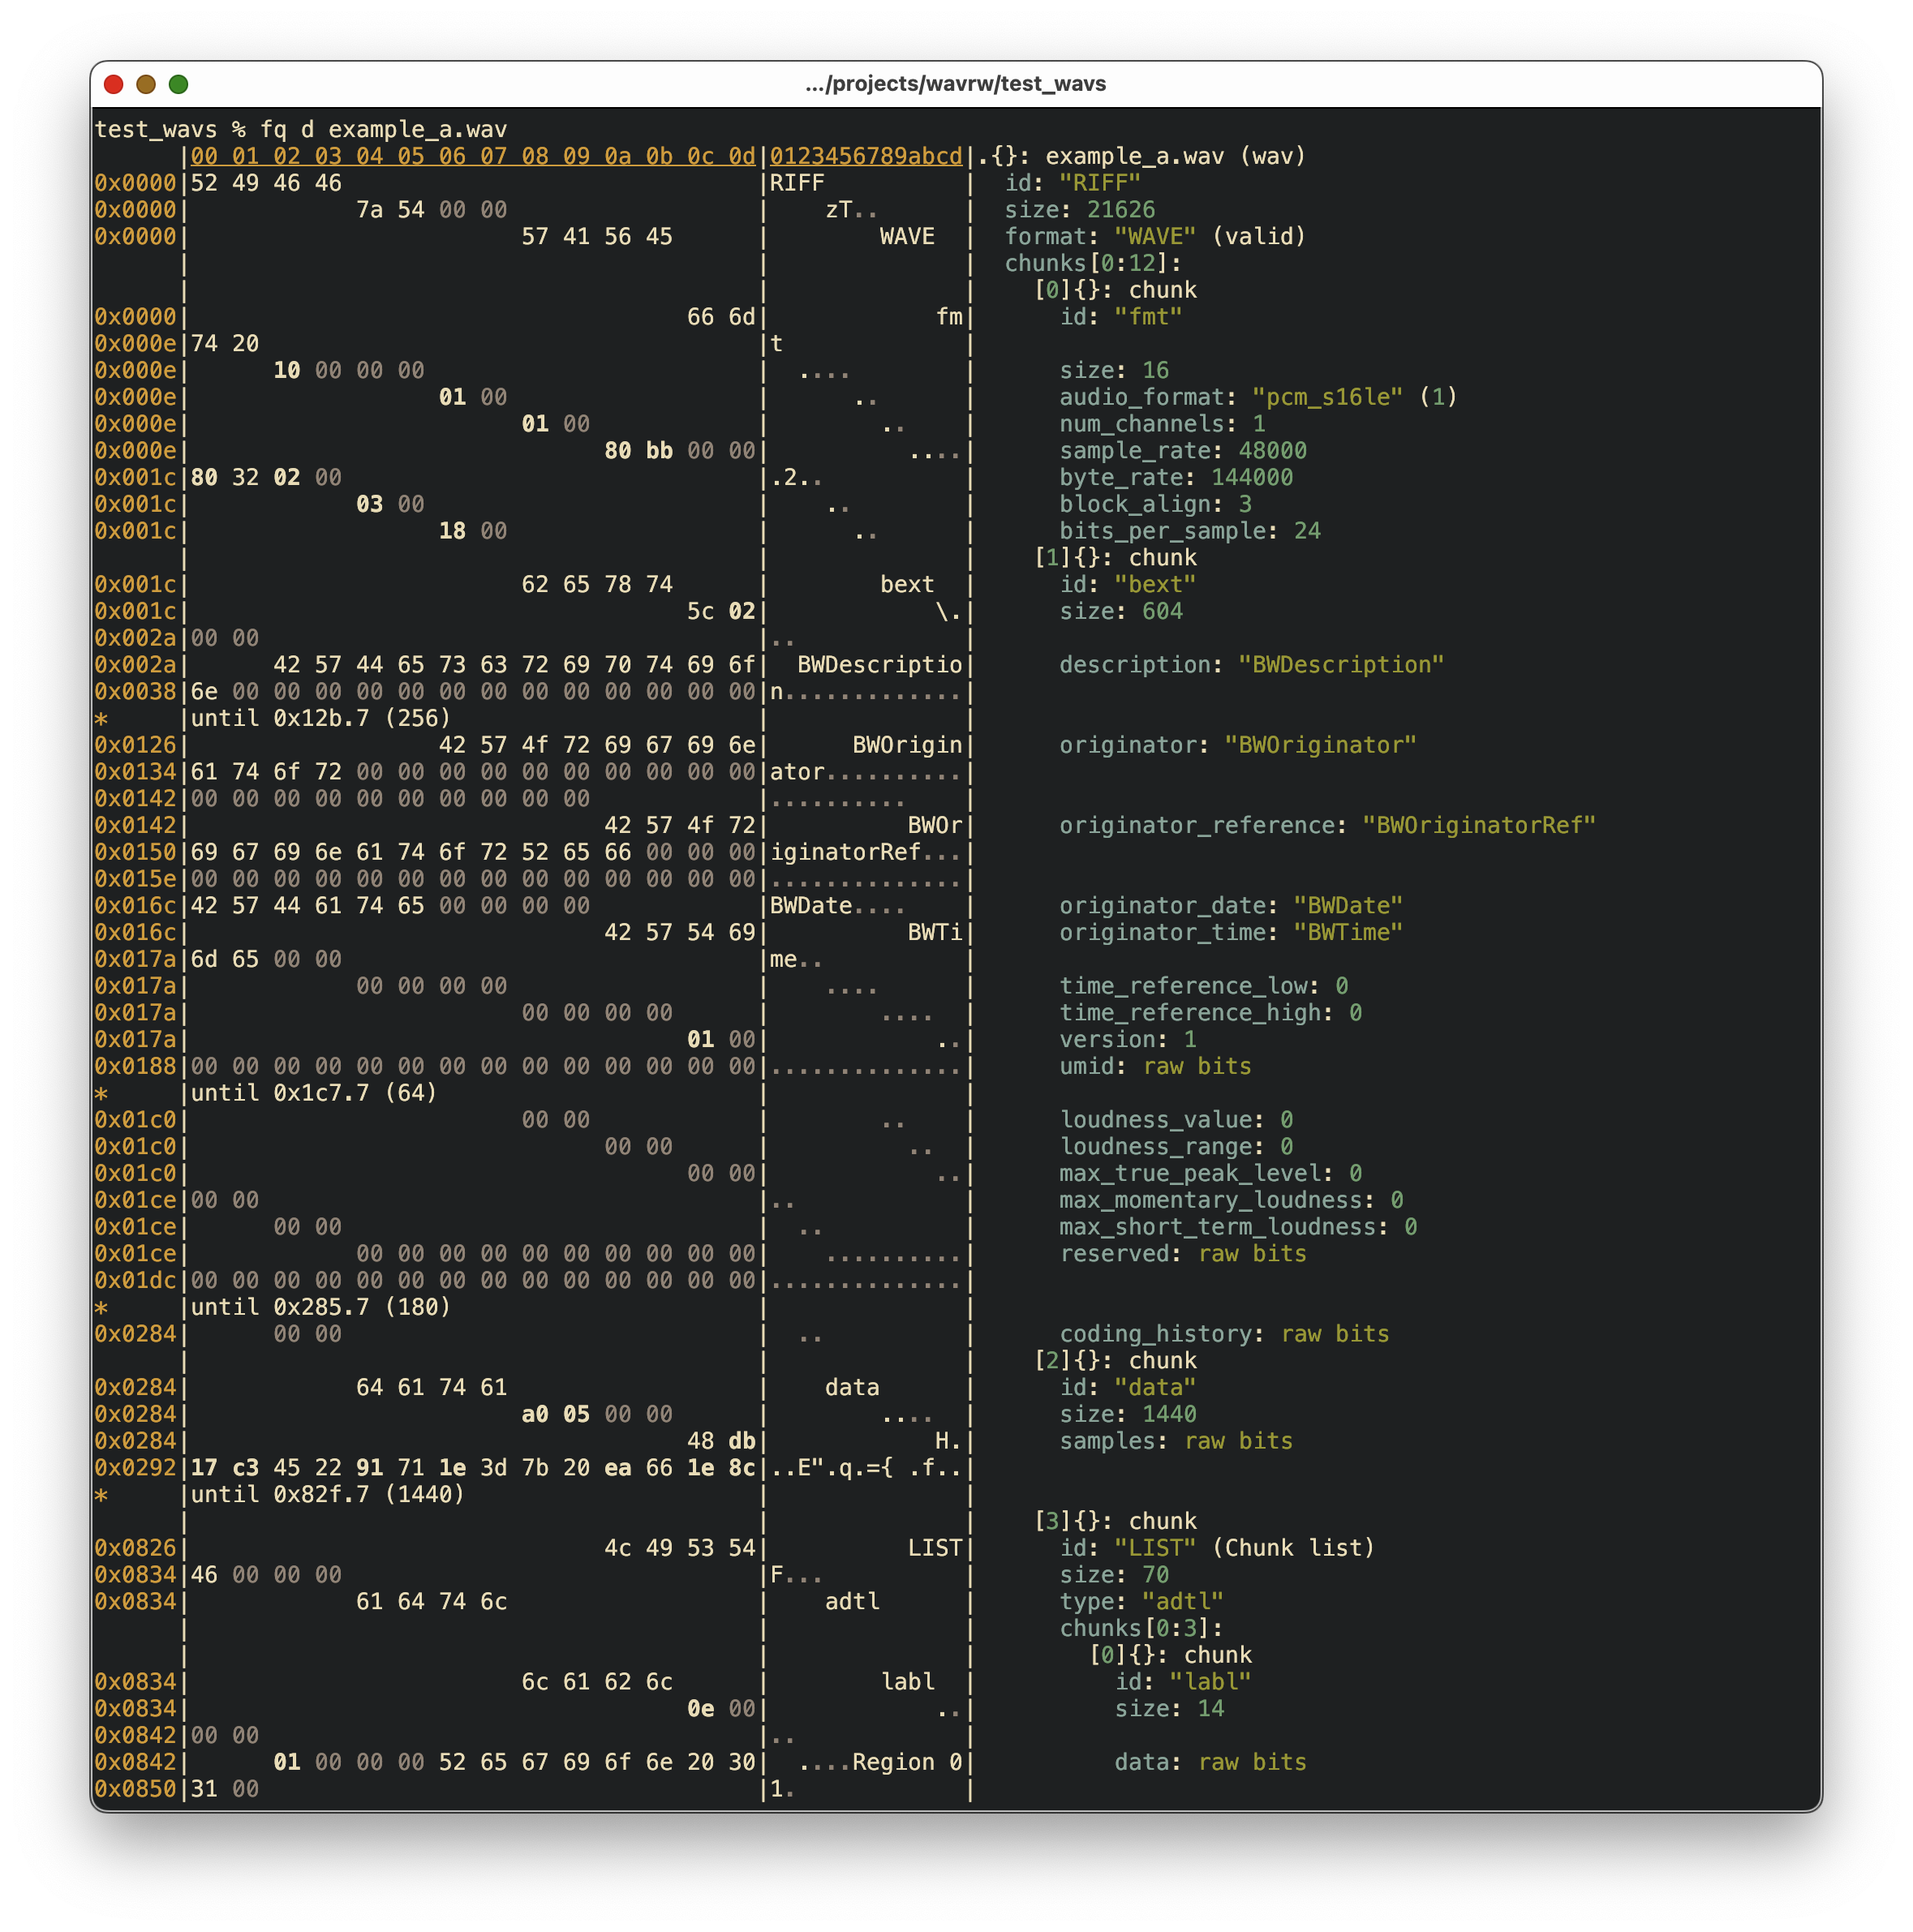 .../projects/wavrw/test_wavs
test_wavs % fq d example_a.wav
      |00 01 02 03 04 05 06 07 08 09 0a 0b 0c 0d|0123456789abcd|.{}: example_a.wav (wav)
0x0000|52 49 46 46                              |RIFF          |  id: "RIFF"
0x0000|            7a 54 00 00                  |    zT..      |  size: 21626
0x0000|                        57 41 56 45      |        WAVE  |  format: "WAVE" (valid)
      |                                         |              |  chunks[0:12]:
      |                                         |              |    [0]{}: chunk
0x0000|                                    66 6d|            fm|      id: "fmt"
0x000e|74 20                                    |t             |
0x000e|      10 00 00 00                        |  ....        |      size: 16
0x000e|                  01 00                  |      ..      |      audio_format: "pcm_s16le" (1)
0x000e|                        01 00            |        ..    |      num_channels: 1
0x000e|                              80 bb 00 00|          ....|      sample_rate: 48000
0x001c|80 32 02 00                              |.2..          |      byte_rate: 144000
0x001c|            03 00                        |    ..        |      block_align: 3
0x001c|                  18 00                  |      ..      |      bits_per_sample: 24
      |                                         |              |    [1]{}: chunk
0x001c|                        62 65 78 74      |        bext  |      id: "bext"
0x001c|                                    5c 02|            \.|      size: 604
0x002a|00 00                                    |..            |
0x002a|      42 57 44 65 73 63 72 69 70 74 69 6f|  BWDescriptio|      description: "BWDescription"
0x0038|6e 00 00 00 00 00 00 00 00 00 00 00 00 00|n.............|
*     |until 0x12b.7 (256)                      |              |
0x0126|                  42 57 4f 72 69 67 69 6e|      BWOrigin|      originator: "BWOriginator"
0x0134|61 74 6f 72 00 00 00 00 00 00 00 00 00 00|ator..........|
0x0142|00 00 00 00 00 00 00 00 00 00            |..........    |
0x0142|                              42 57 4f 72|          BWOr|      originator_reference: "BWOriginatorRef"
0x0150|69 67 69 6e 61 74 6f 72 52 65 66 00 00 00|iginatorRef...|
0x015e|00 00 00 00 00 00 00 00 00 00 00 00 00 00|..............|
0x016c|42 57 44 61 74 65 00 00 00 00            |BWDate....    |      originator_date: "BWDate"
0x016c|                              42 57 54 69|          BWTi|      originator_time: "BWTime"
0x017a|6d 65 00 00                              |me..          |
0x017a|            00 00 00 00                  |    ....      |      time_reference_low: 0
0x017a|                        00 00 00 00      |        ....  |      time_reference_high: 0
0x017a|                                    01 00|            ..|      version: 1
0x0188|00 00 00 00 00 00 00 00 00 00 00 00 00 00|..............|      umid: raw bits
*     |until 0x1c7.7 (64)                       |              |
0x01c0|                        00 00            |        ..    |      loudness_value: 0
0x01c0|                              00 00      |          ..  |      loudness_range: 0
0x01c0|                                    00 00|            ..|      max_true_peak_level: 0
0x01ce|00 00                                    |..            |      max_momentary_loudness: 0
0x01ce|      00 00                              |  ..          |      max_short_term_loudness: 0
0x01ce|            00 00 00 00 00 00 00 00 00 00|    ..........|      reserved: raw bits
0x01dc|00 00 00 00 00 00 00 00 00 00 00 00 00 00|..............|
*     |until 0x285.7 (180)                      |              |
0x0284|      00 00                              |  ..          |      coding_history: raw bits
      |                                         |              |    [2]{}: chunk
0x0284|            64 61 74 61                  |    data      |      id: "data"
0x0284|                        a0 05 00 00      |        ....  |      size: 1440
0x0284|                                    48 db|            H.|      samples: raw bits
0x0292|17 c3 45 22 91 71 1e 3d 7b 20 ea 66 1e 8c|..E".q.={ .f..|
*     |until 0x82f.7 (1440)                     |              |
      |                                         |              |    [3]{}: chunk
0x0826|                              4c 49 53 54|          LIST|      id: "LIST" (Chunk list)
0x0834|46 00 00 00                              |F...          |      size: 70
0x0834|            61 64 74 6c                  |    adtl      |      type: "adtl"
      |                                         |              |      chunks[0:3]:
      |                                         |              |        [0]{}: chunk
0x0834|                        6c 61 62 6c      |        labl  |          id: "labl"
0x0834|                                    0e 00|            ..|          size: 14
0x0842|00 00                                    |..            |
0x0842|      01 00 00 00 52 65 67 69 6f 6e 20 30|  ....Region 0|          data: raw bits
0x0850|31 00                                    |1.            |